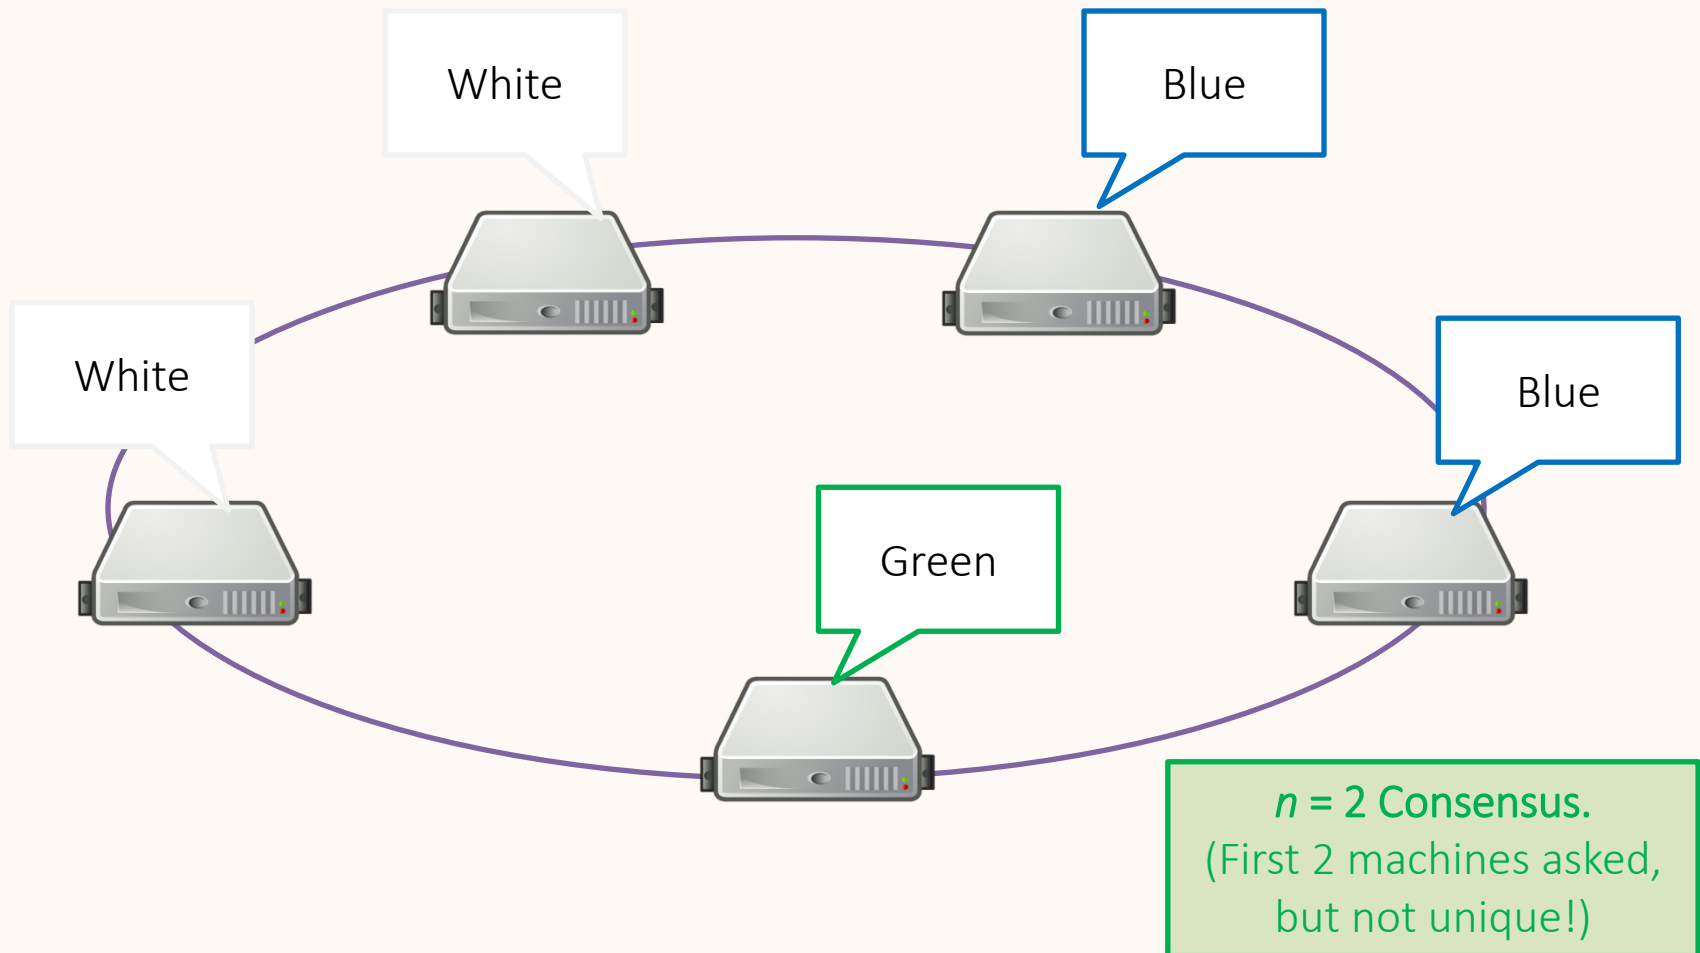 White
Blue
White
Blue
Green
n = 2 Consensus.
(First 2 machines asked,
but not unique!)